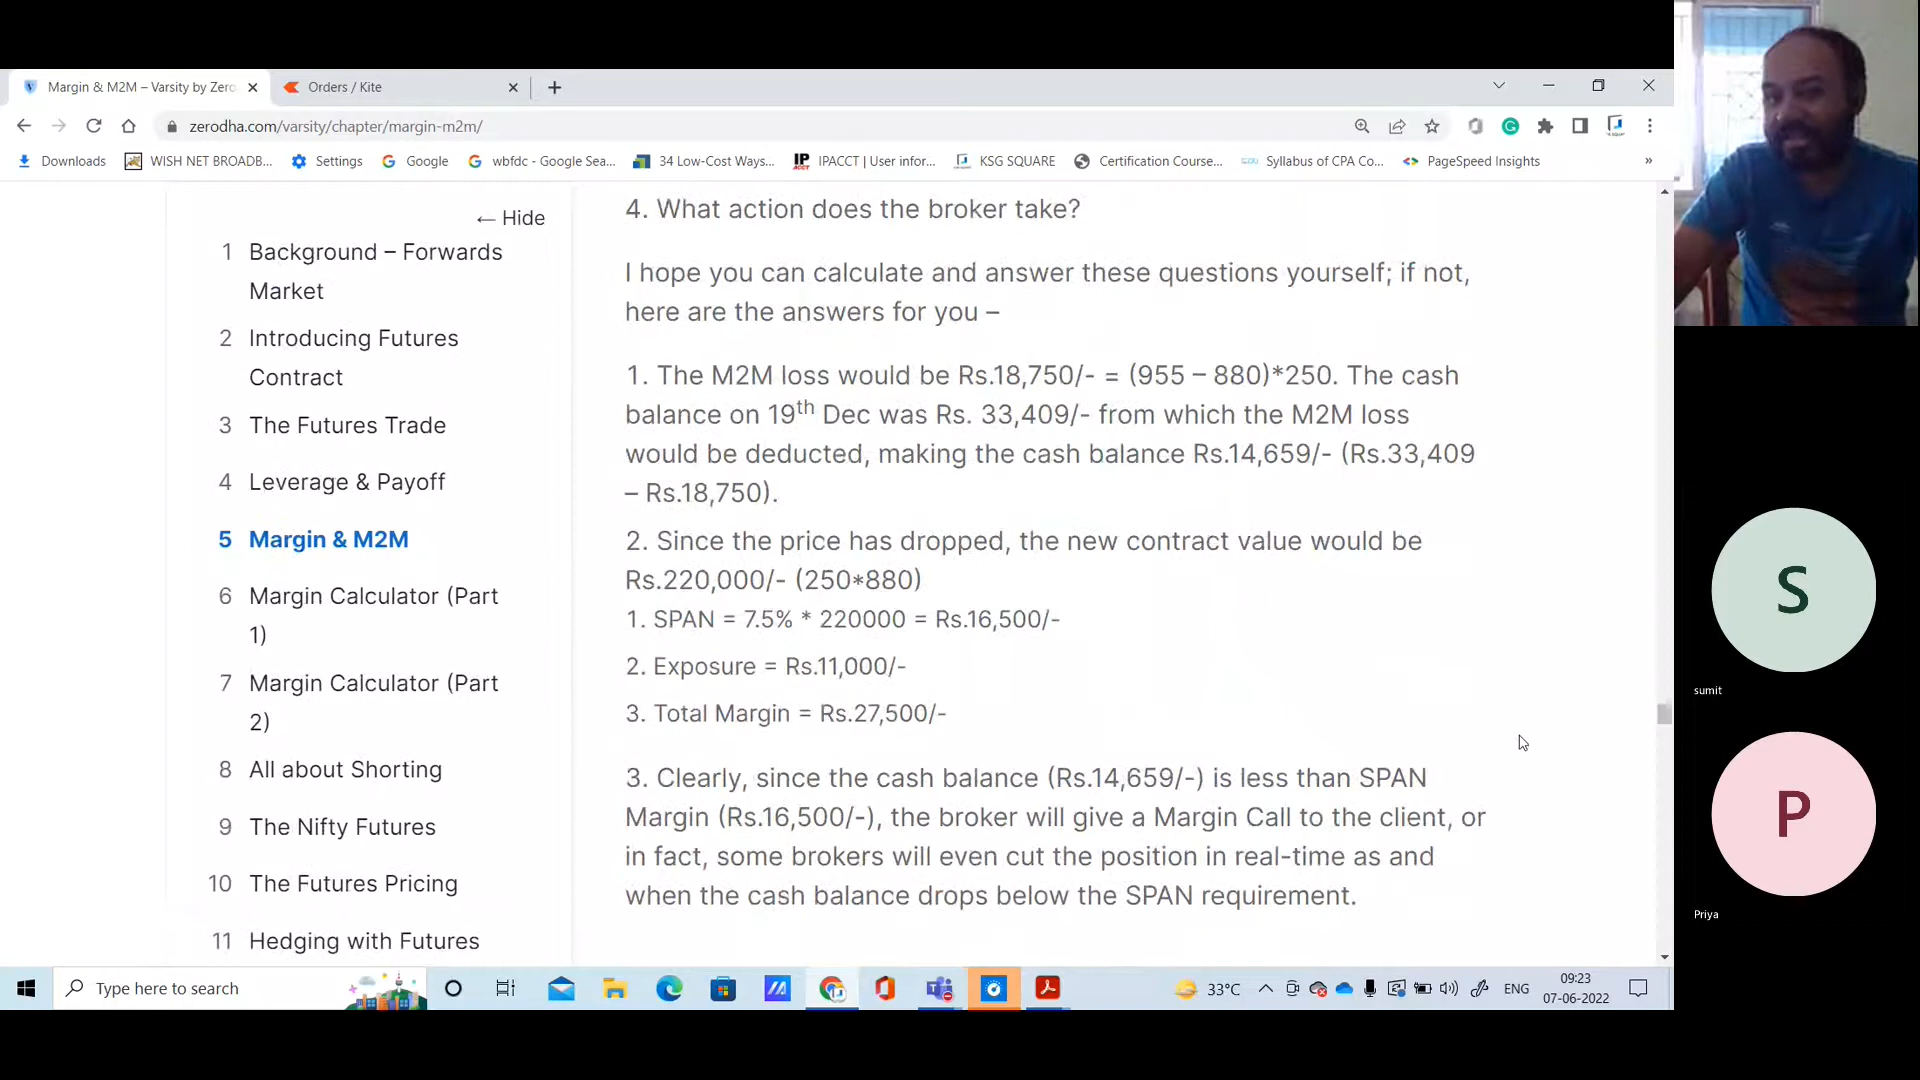 Margin & M2M – Varsity by Zero
Orders / Kite
zerodha.com/varsity/chapter/margin-m2m/
Downloads
WISH NET BROADB...
Settings
Google
wbfdc - Google Sea...
34 Low-Cost Ways...
IPACCT | User infor...
KSG SQUARE
Certification Course...
Syllabus of CPA Co...
PageSpeed Insights
»
← Hide
1 Background – Forwards
Market
2 Introducing Futures
Contract
3 The Futures Trade
4 Leverage & Payoff
5 Margin & M2M
6 Margin Calculator (Part
1)
7 Margin Calculator (Part
2)
8 All about Shorting
9 The Nifty Futures
10 The Futures Pricing
11 Hedging with Futures
4. What action does the broker take?
I hope you can calculate and answer these questions yourself; if not,
here are the answers for you –
1. The M2M loss would be Rs.18,750/- = (955 – 880)*250. The cash
balance on 19th Dec was Rs. 33,409/- from which the M2M loss
would be deducted, making the cash balance Rs.14,659/- (Rs.33,409
– Rs.18,750).
2. Since the price has dropped, the new contract value would be
Rs.220,000/- (250*880)
1. SPAN = 7.5% * 220000 = Rs.16,500/-
2. Exposure = Rs.11,000/-
3. Total Margin = Rs.27,500/-
3. Clearly, since the cash balance (Rs.14,659/-) is less than SPAN
Margin (Rs.16,500/-), the broker will give a Margin Call to the client, or
in fact, some brokers will even cut the position in real-time as and
when the cash balance drops below the SPAN requirement.
S
sumit
P
Priya
Type here to search
33°C
ENG
09:23
07-06-2022